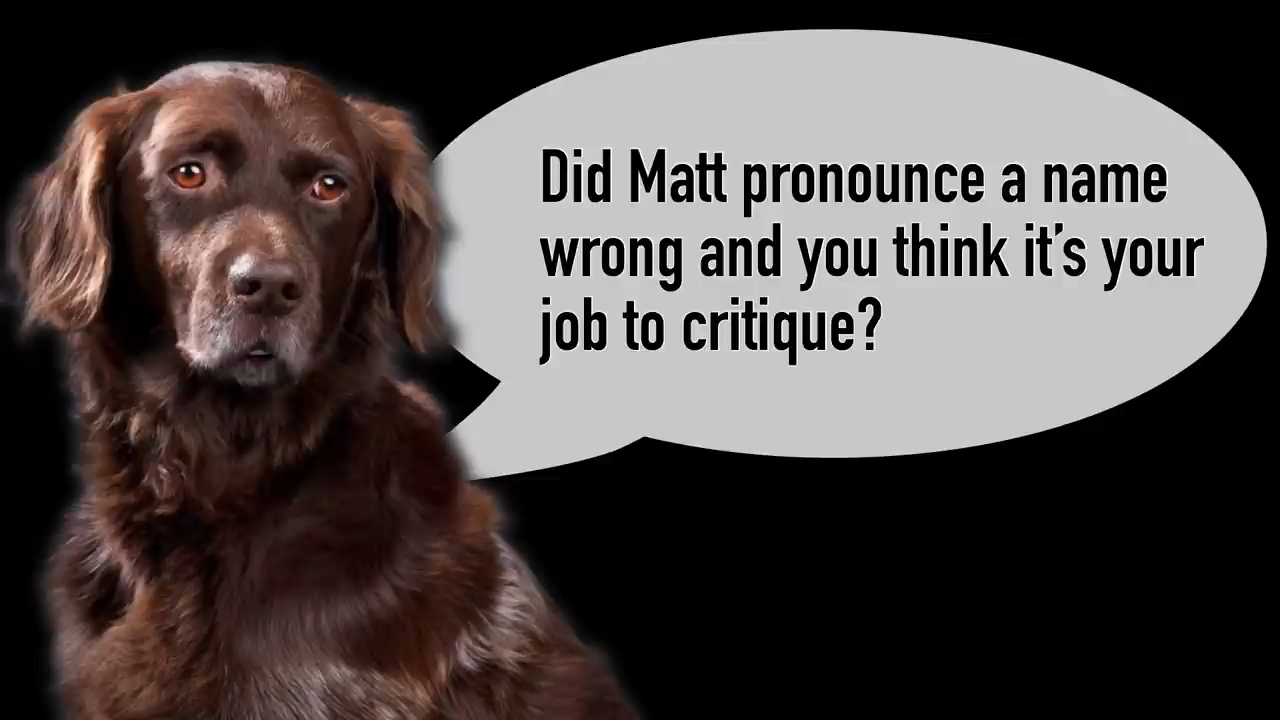 Did Matt pronounce a name
wrong and you think it’s your
job to critique?